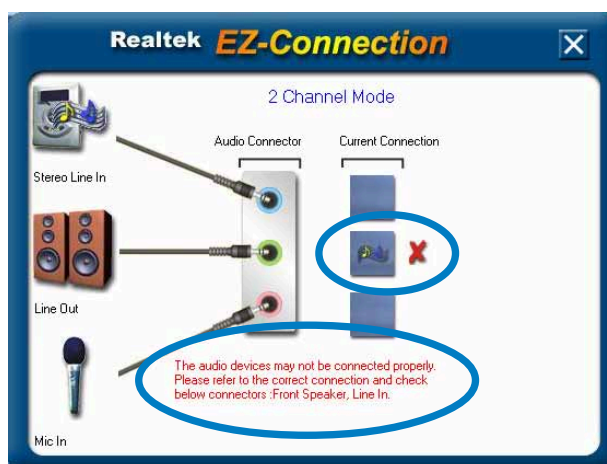 Realtek EZ-Connection
2 Channel Mode
Audio Connector
Current Connection
Stereo Line In
Line Out
The audio devices may not be connected properly.
Please refer to the correct connection and check
below connectors :Front Speaker, Line In.
Mic In